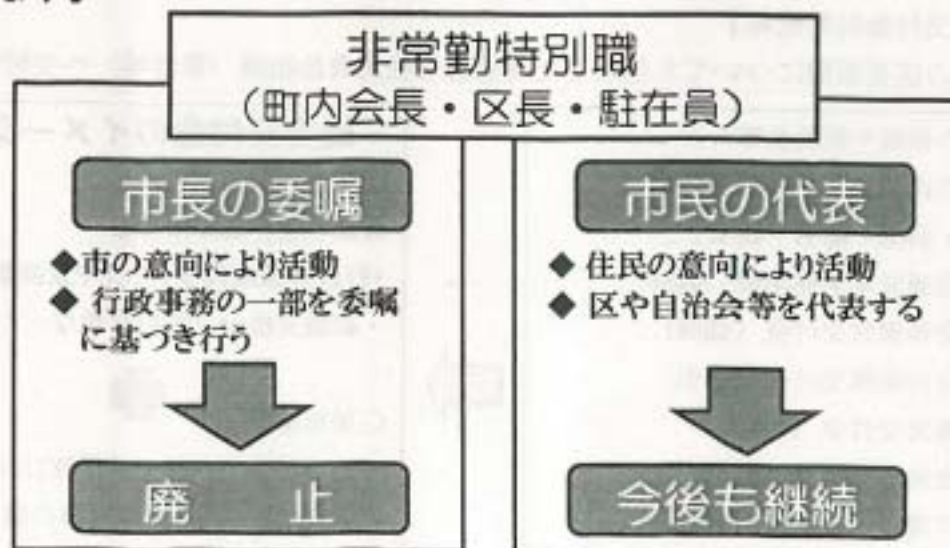 非常勤特別職
(町内会長・区長・駐在員)
市長の委嘱
◆市の意向により活動
◆ 行政事務の一部を委嘱
に基づき行う
廃 止
市民の代表
◆ 住民の意向により活動
◆ 区や自治会等を代表する
今後も継続